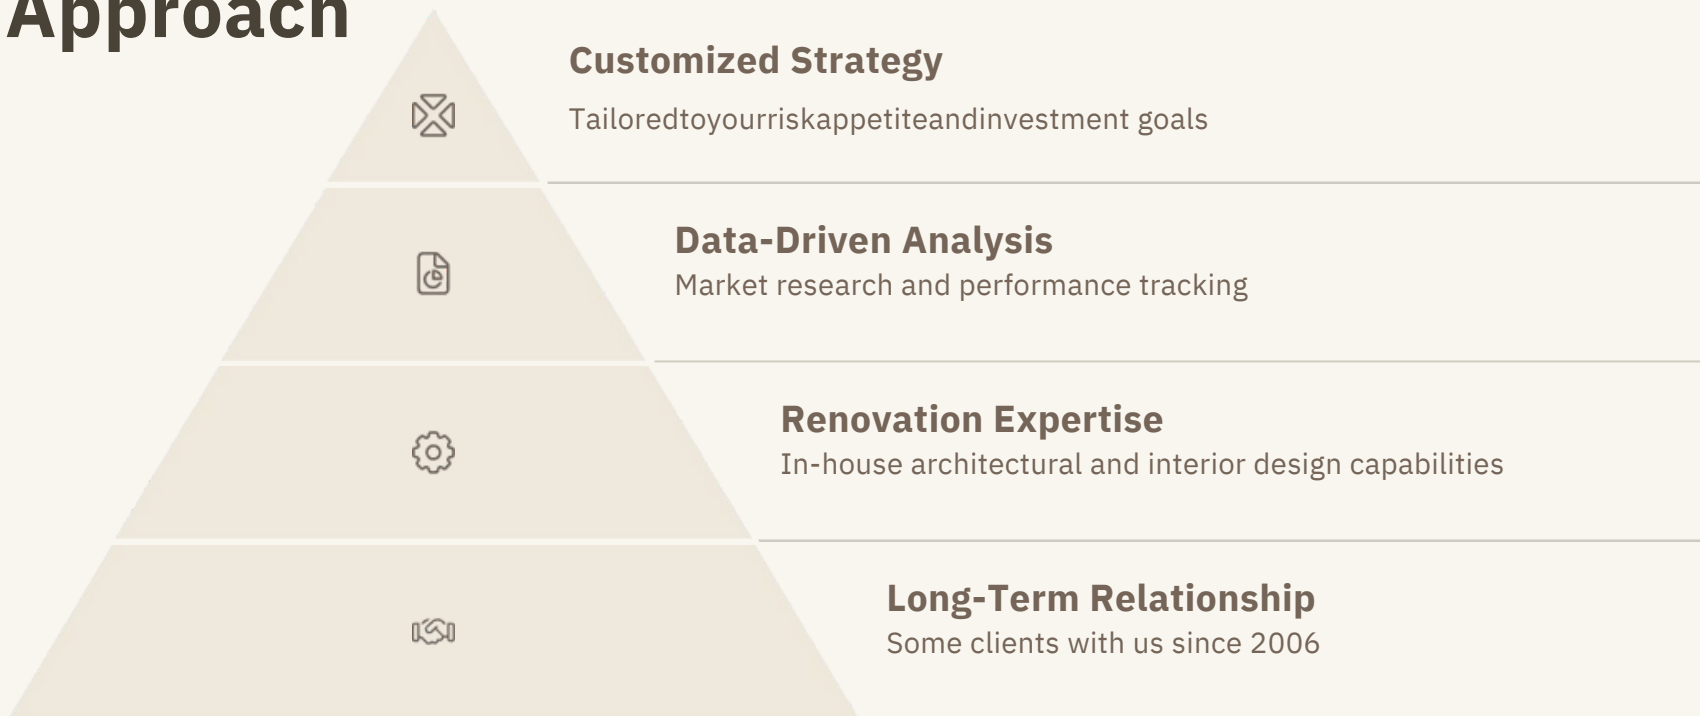 Approach
Customized Strategy
Tailoredtoyourriskappetiteandinvestment goals
Data-Driven Analysis
Market research and performance tracking
Renovation Expertise
In-house architectural and interior design capabilities
Long-Term Relationship
Some clients with us since 2006